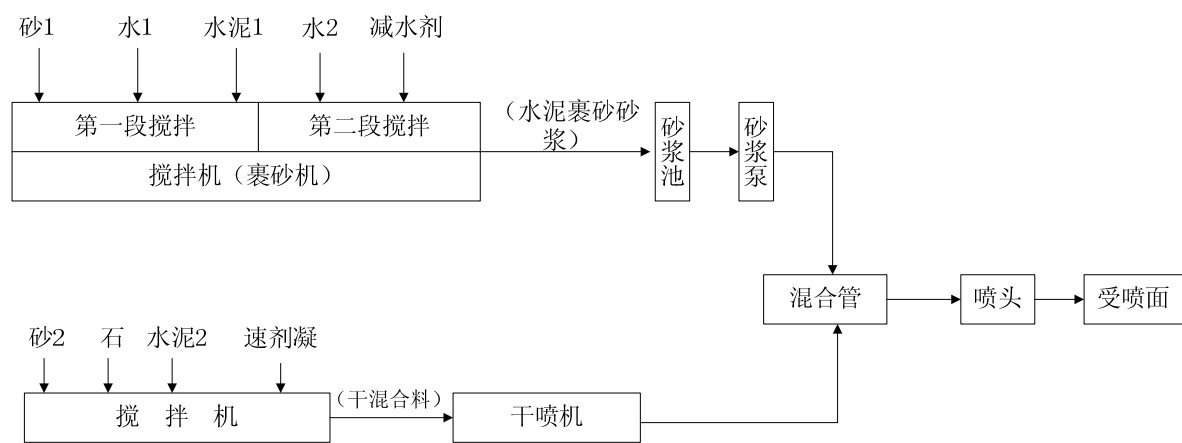 砂1 水1 水泥1 水2 减水剂
第一段搅拌 第二段搅拌
搅拌机（裹砂机）
（水泥裹砂砂
浆）
砂浆池
砂浆泵
混合管 喷头 受喷面
砂2 石 水泥2 速剂凝
搅 拌 机
（干混合料）
干喷机